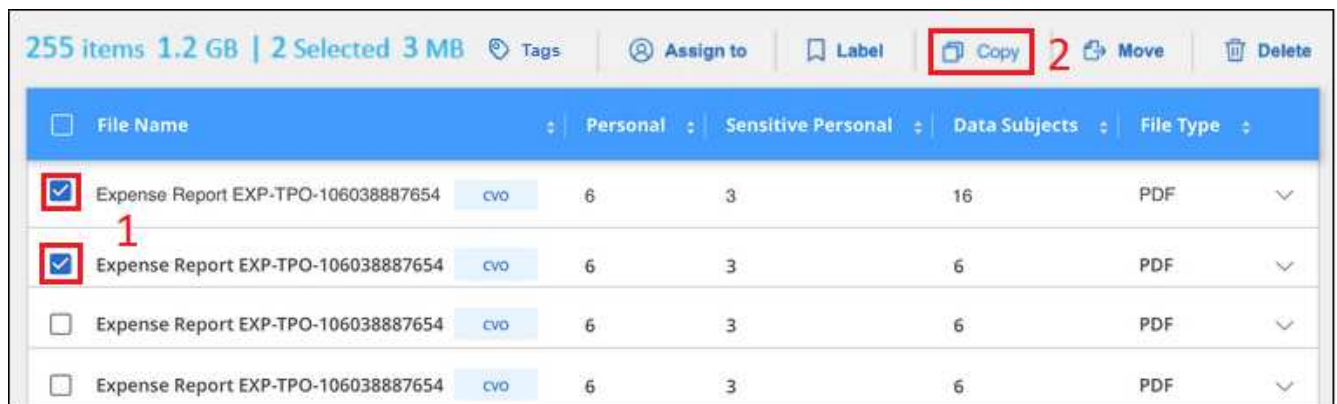 255 items 1.2 GB | 2 Selected 3 MB Tags Assign to Label Copy 2 Move Delete
File Name Personal Sensitive Personal Data Subjects File Type
Expense Report EXP-TPO-106038887654 CVO 6 3 16 PDF
1
Expense Report EXP-TPO-106038887654 CVO 6 3 6 PDF
Expense Report EXP-TPO-106038887654 CVO 6 3 6 PDF
Expense Report EXP-TPO-106038887654 CVO 6 3 6 PDF